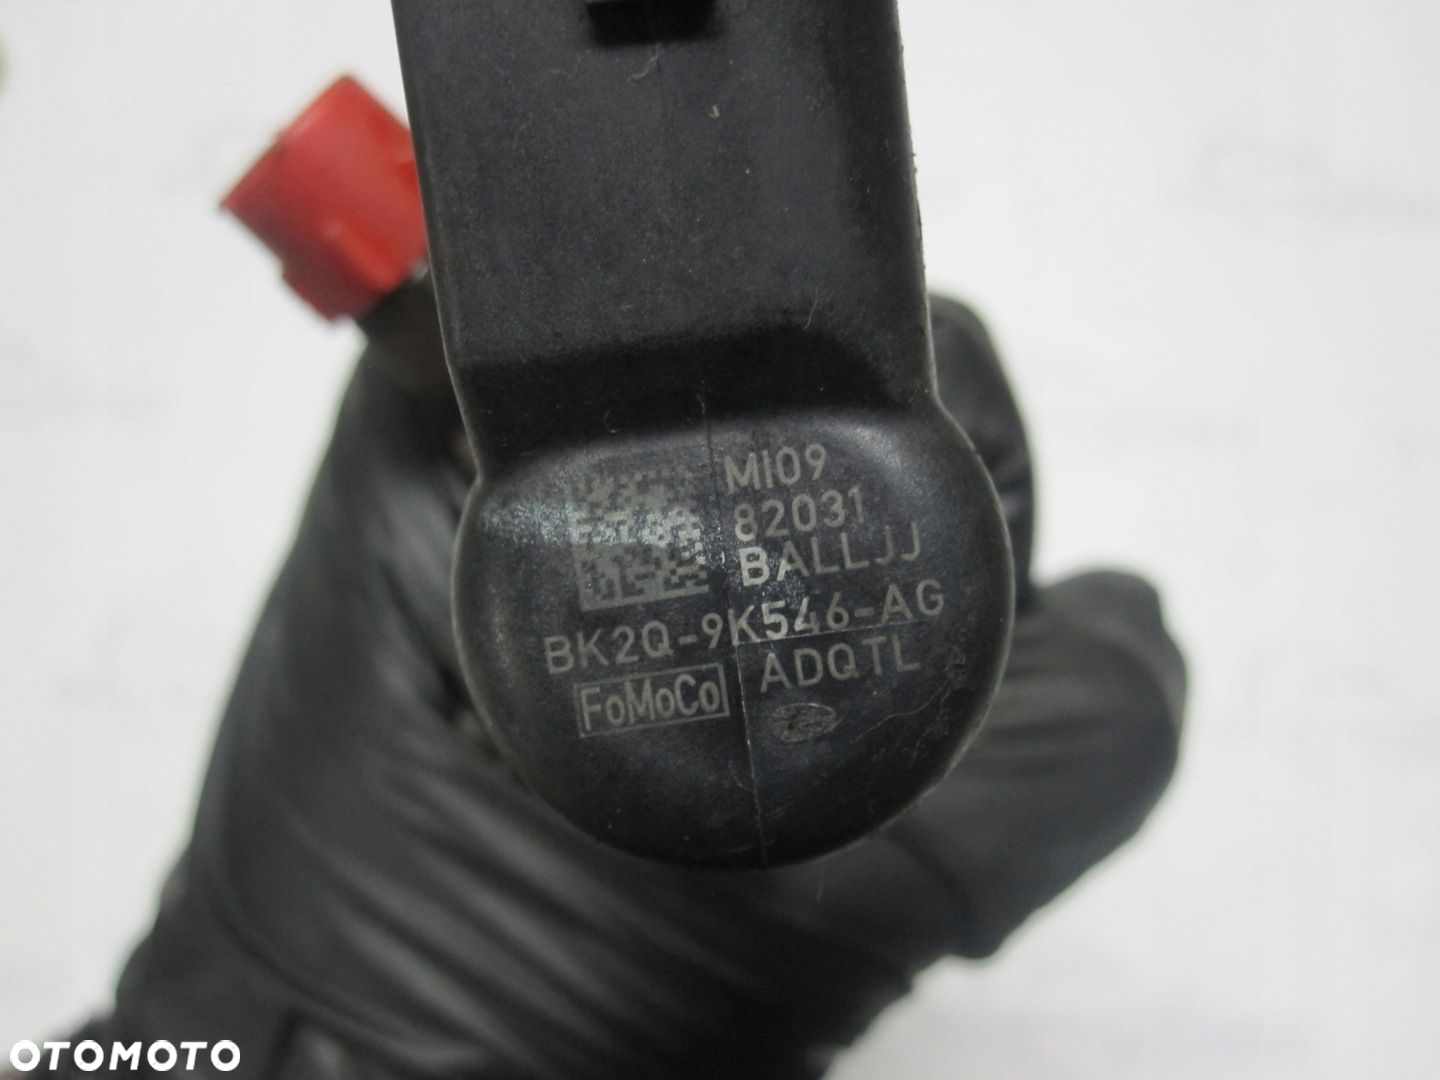 MI09
82031
BALLJJ
BK2Q-9K546-AG
FoMoCo ADQTL
OTOMOTO